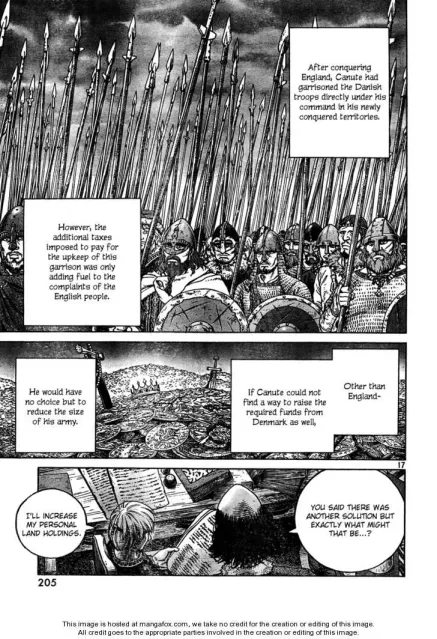 After conquering
England, Canute had
garrisoned the Danish
troops directly under his
command in his newly
conquered territories.
However, the
additional taxes
imposed to pay for
the upkeep of this
garrison was only
adding fuel to the
complaints of the
English people.
Other than
England-
If Canute could not
find a way to raise the
required funds from
Denmark as well,
He would have
no choice but to
reduce the size
of his army.
17
YOU SAID THERE WAS
ANOTHER SOLUTION BUT
EXACTLY WHAT MIGHT
THAT BE...?
I'LL INCREASE
MY PERSONAL
LAND HOLDINGS.
205
This image is hosted at mangafox.com, we take no credit for the creation or editing of this image.
All credit goes to the appropriate parties involved in the creation or editing of this image.